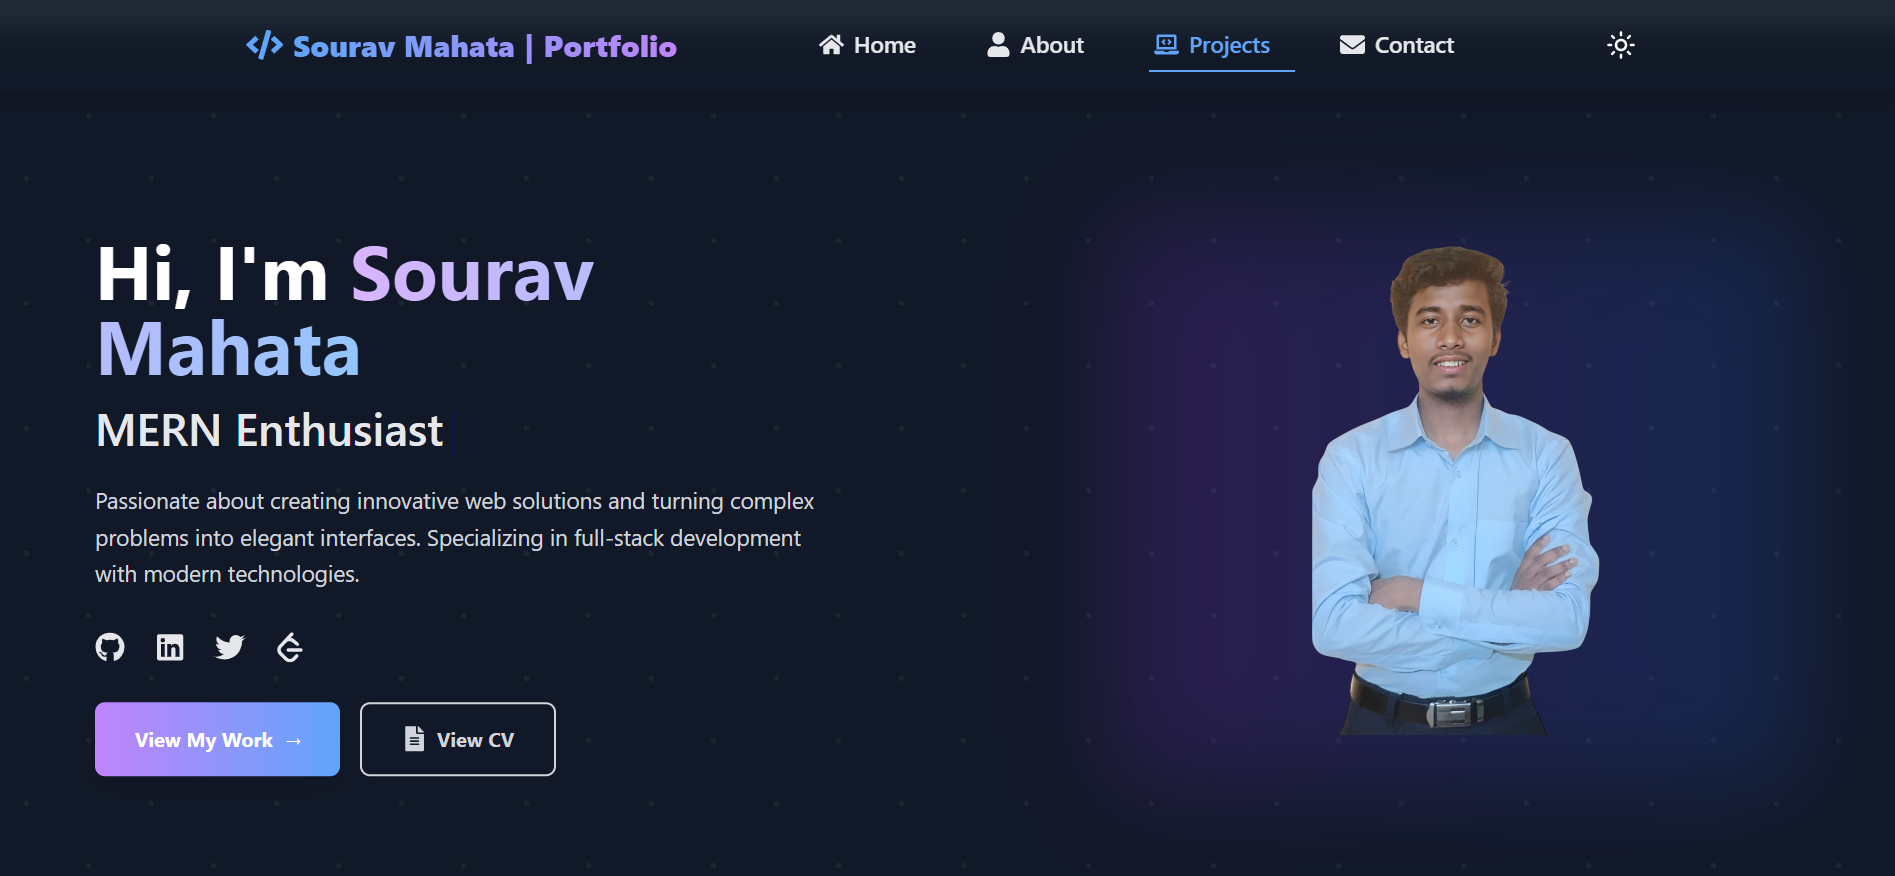 </> Sourav Mahata | Portfolio
Home
About
Projects
Contact
Hi, I'm Sourav
Mahata
MERN Enthusiast
Passionate about creating innovative web solutions and turning complex
problems into elegant interfaces. Specializing in full-stack development
with modern technologies.
View My Work →
View CV